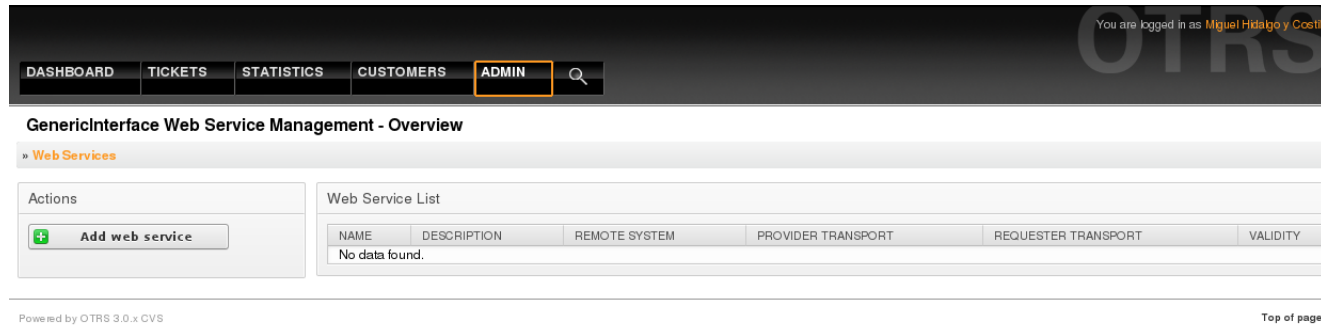 You are logged in as Miguel Hidalgo y Costil
OTRS
DASHBOARD TICKETS STATISTICS CUSTOMERS ADMIN
GenericInterface Web Service Management - Overview
» Web Services
Actions
Add web service
Web Service List
NAME DESCRIPTION REMOTE SYSTEM PROVIDER TRANSPORT REQUESTER TRANSPORT VALIDITY
No data found.
Powered by OTRS 3.0.x CVS
Top of page